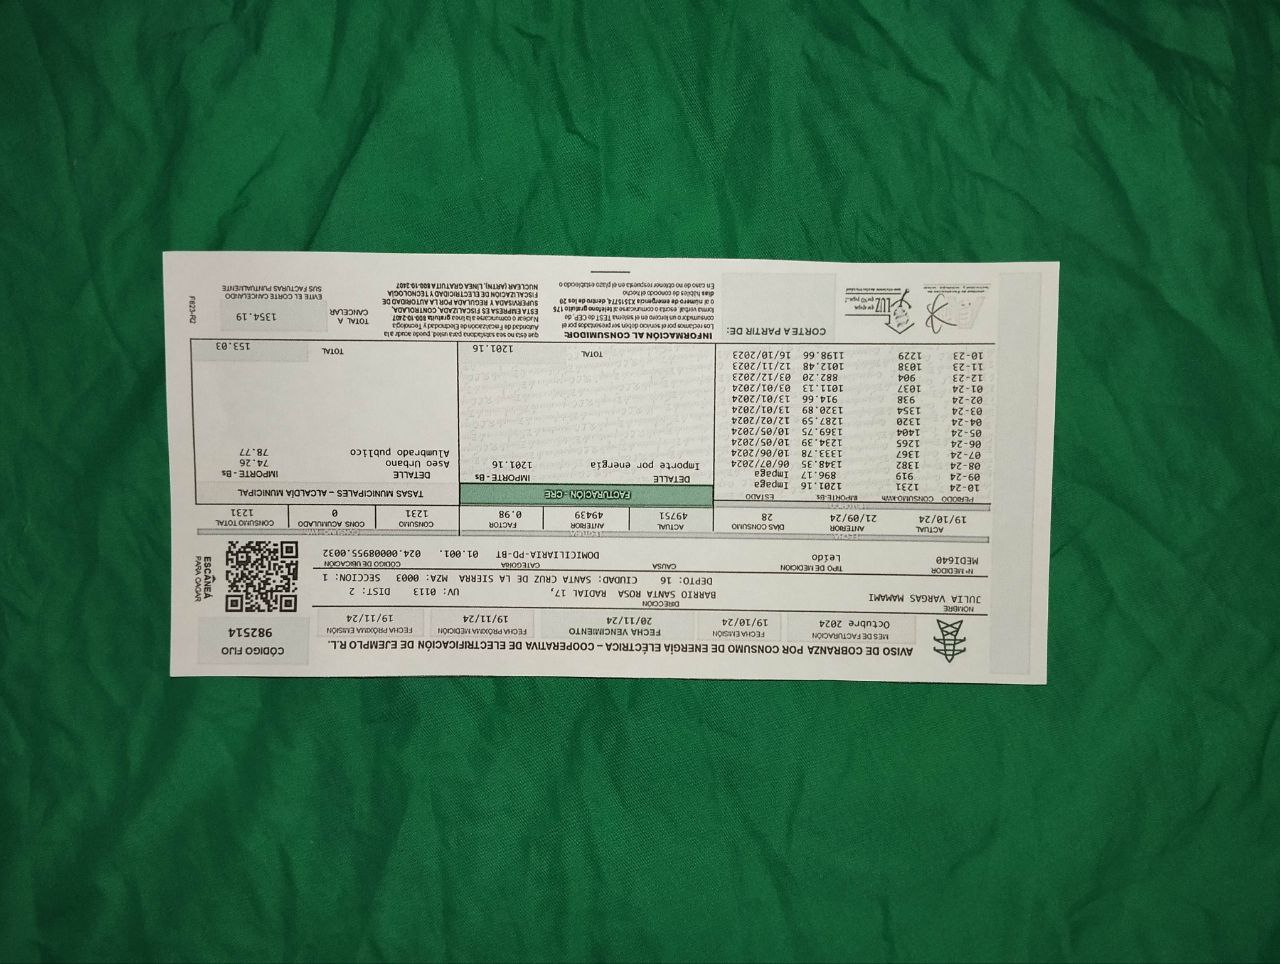 AVISO DE COBRANZA POR CONSUMO DE ENERGÍA ELÉCTRICA – COOPERATIVA DE ELECTRIFICACIÓN DE EJEMPLO R.L.
CÓDIGO FIJO
982514
MES DE FACTURACIÓN
Octubre 2024
FECHA EMISIÓN
19/10/24
FECHA VENCIMIENTO
20/11/24
FECHA PRÓXIMA MEDICIÓN
19/11/24
FECHA PRÓXIMA EMISIÓN
19/11/24
NOMBRE
JULIA VARGAS MAMANI
DIRECCIÓN
BARRIO SANTA ROSA RADIAL 17, UV: 0113 DIST: 2
DEPTO: 16 CIUDAD: SANTA CRUZ DE LA SIERRA MZA: 0003 SECCION: 1
ESCANÉA
PARA PAGAR
Nº MEDIDOR
MEDI640
TIPO DE MEDICIÓN
Leido
CAUSA
CATEGORÍA
DOMICILIARIA-PD-BT
CÓDIGO DE UBICACIÓN
01.001. 024.00008955.0032
FECHA
ACTUAL
19/10/24
ANTERIOR
21/09/24
DÍAS CONSUMO
28
LECTURA
ACTUAL
49751
ANTERIOR
49439
FACTOR
0.98
CONSUMO
1231
CONS ACUMULADO
0
CONSUMO TOTAL
1231
PERIODO CONSUMO-kWh IMPORTE-Bs ESTADO
10-24 1231 1201.16 Impaga
09-24 919 896.17 Impaga
08-24 1382 1348.35 06/07/2024
07-24 1367 1333.78 10/06/2024
06-24 1265 1234.39 10/05/2024
05-24 1404 1369.75 10/05/2024
04-24 1320 1287.59 12/02/2024
03-24 1354 1320.89 13/01/2024
02-24 938 914.66 13/01/2024
01-24 1037 1011.13 03/01/2024
12-23 904 882.20 03/12/2023
11-23 1038 1012.48 12/11/2023
10-23 1229 1198.66 16/10/2023
FACTURACIÓN - CRE
DETALLE IMPORTE - Bs
Importe por energía 1201.16
TOTAL 1201.16
TASAS MUNICIPALES – ALCALDÍA MUNICIPAL
DETALLE IMPORTE - Bs
Aseo Urbano 74.26
Alumbrado público 78.77
TOTAL 153.03
CORTE A PARTIR DE:
LUZ
INFORMACIÓN AL CONSUMIDOR:
Los reclamos por el servicio deben ser presentados por el
consumidor o un tercero en el sistema TEST de CEP, de
forma verbal, escrita o comunicarse al teléfono gratuito 175
o al número de emergencia 3515774 dentro de los 20
días hábiles de conocido el hecho
En caso de no obtener respuesta en el plazo establecido o
que ésta no sea satisfactoria para usted, puede acudir a la
Autoridad de Fiscalización de Electricidad y Tecnología
Nuclear o comunicarse a la línea gratuita 800-10-2407
ESTA EMPRESA ES FISCALIZADA, CONTROLADA,
SUPERVISADA Y REGULADA POR LA AUTORIDAD DE
FISCALIZACIÓN DE ELECTRICIDAD Y TECNOLOGÍA
NUCLEAR (AETN). LÍNEA GRATUITA 800-10-2407
TOTAL A
CANCELAR
1354.19
EVITE EL CORTE CANCELANDO
SUS FACTURAS PUNTUALMENTE
F823-R2